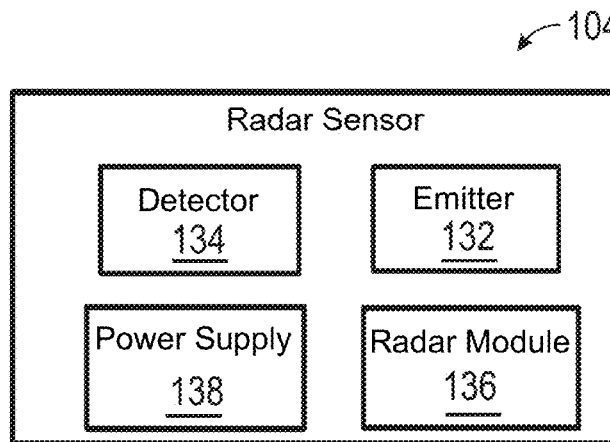 104
Radar Sensor
Detector
134
Emitter
132
Power Supply
138
Radar Module
136